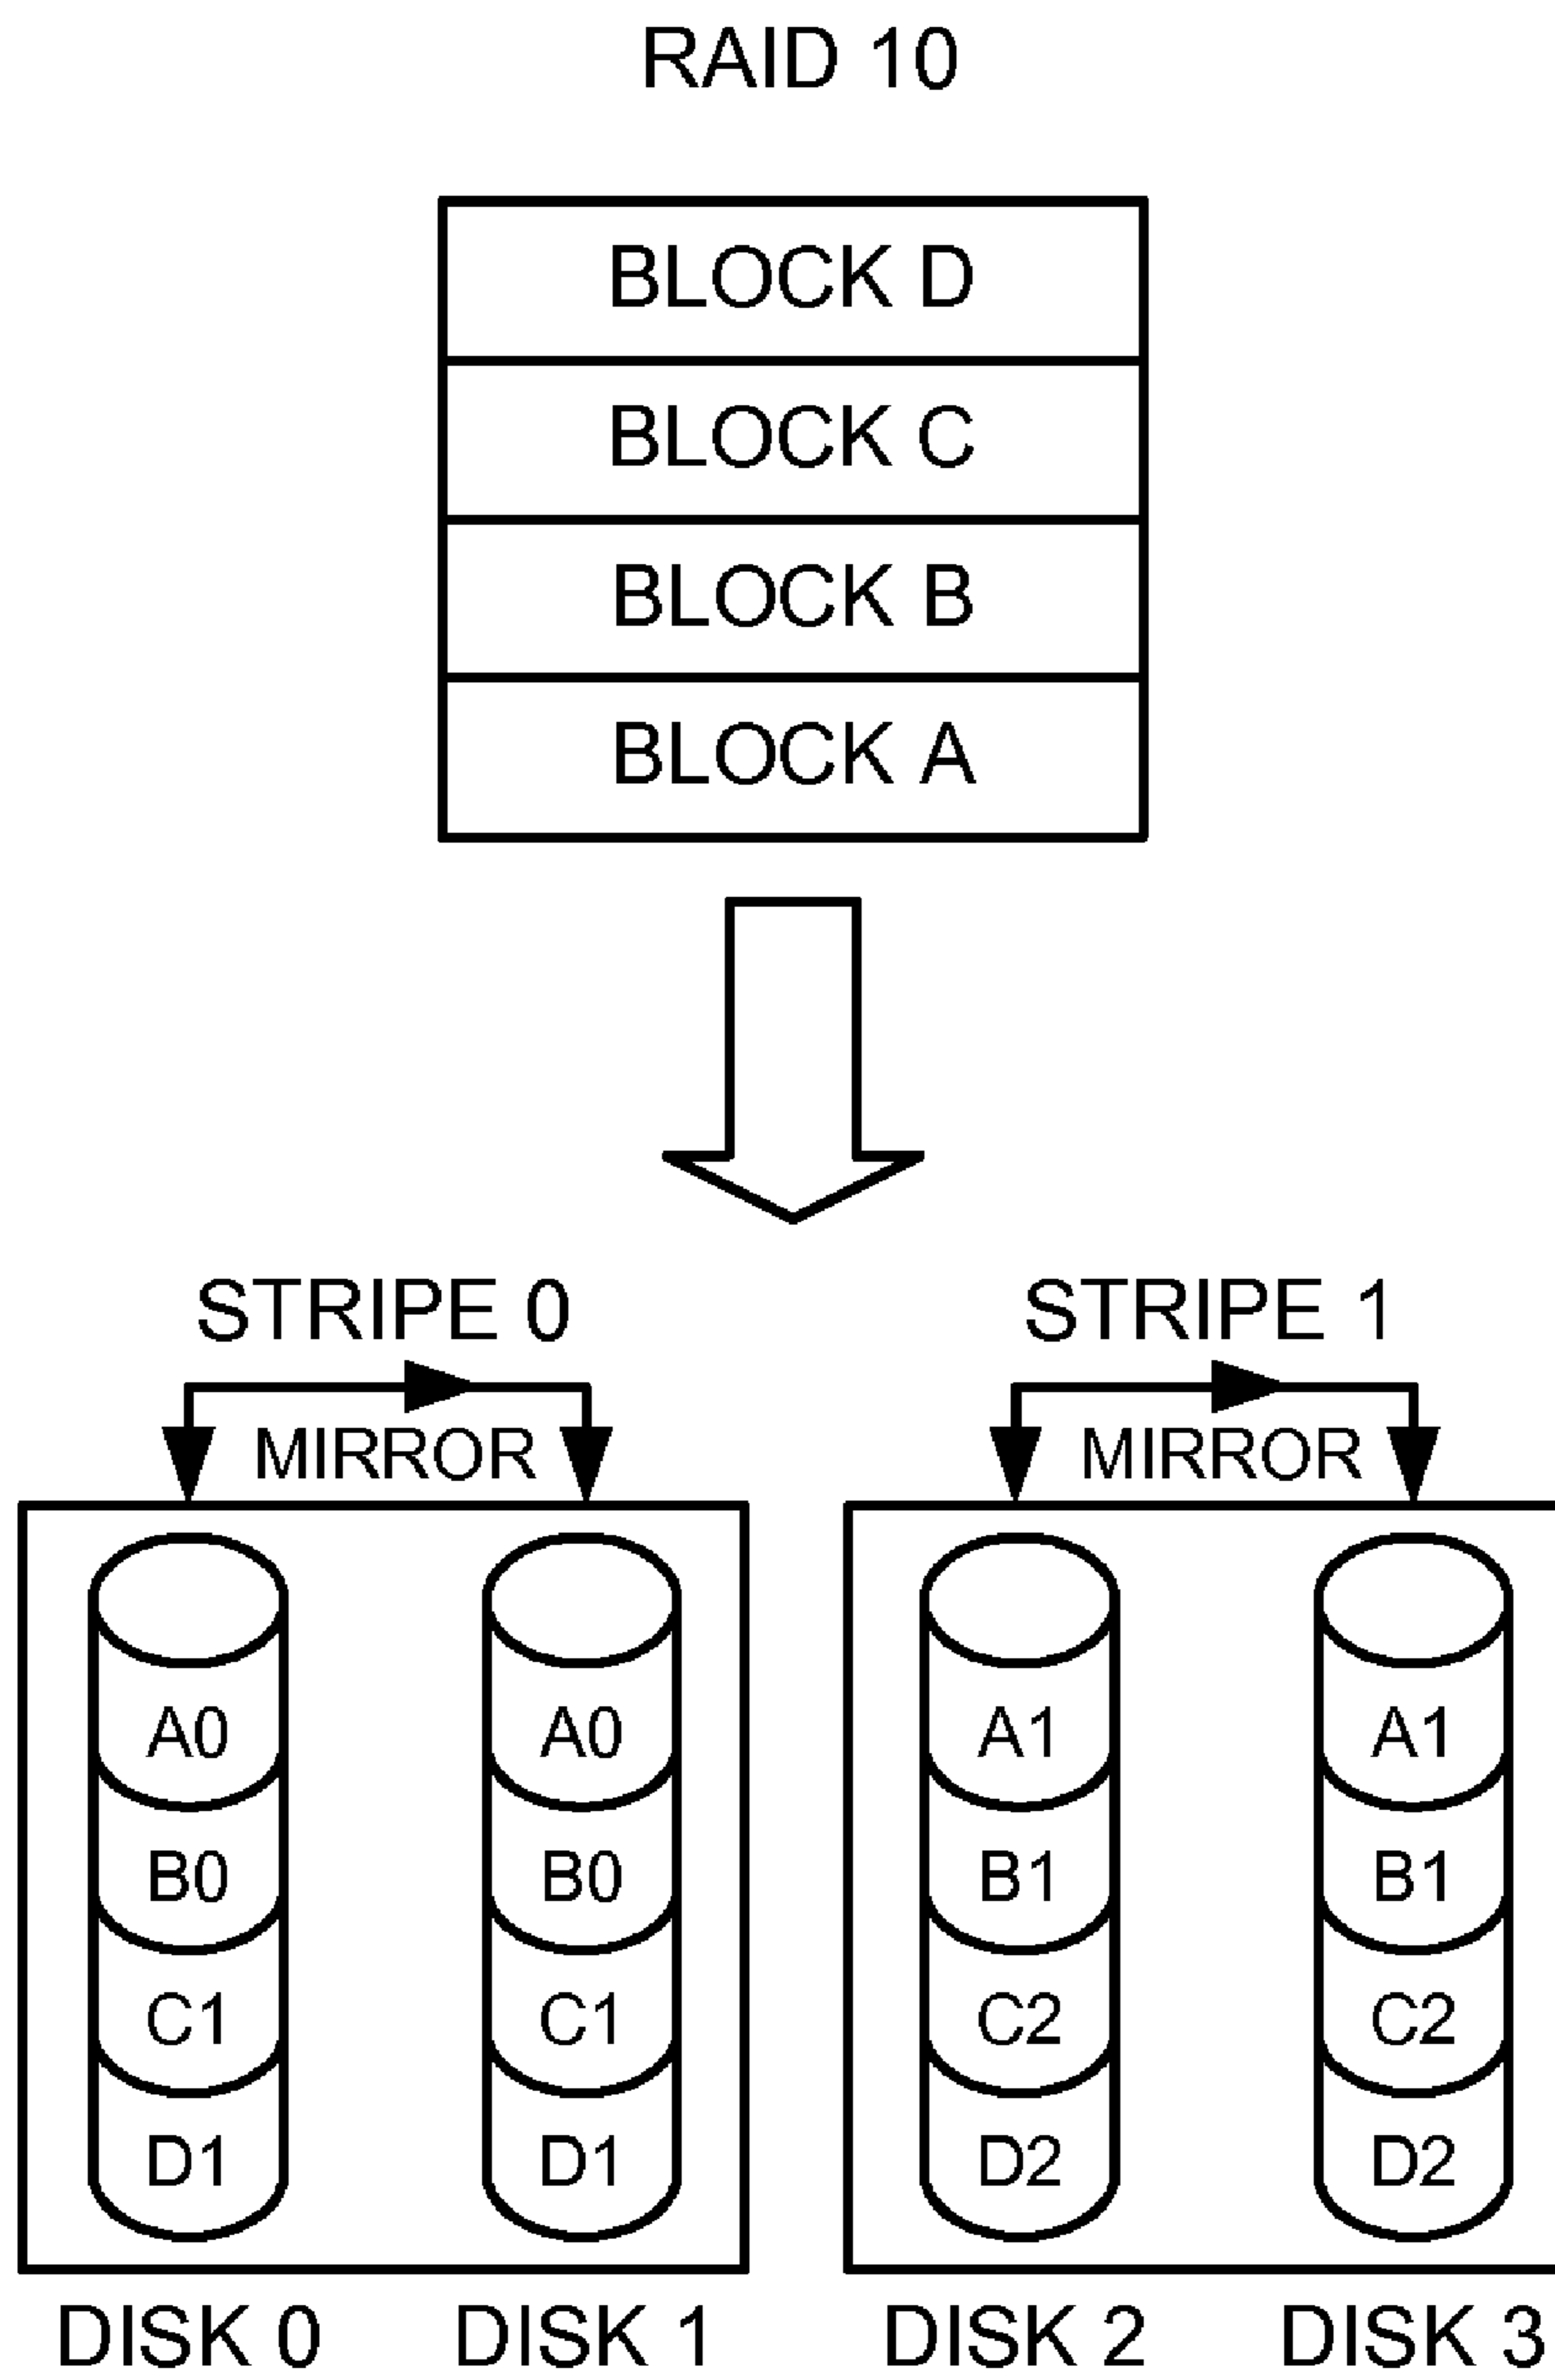 RAID 10
BLOCK D
BLOCK C
BLOCK B
BLOCK A
STRIPE 0 STRIPE 1
MIRROR MIRROR
A0 A0 A1 A1
B0 B0 B1 B1
C1 C1 C2 C2
D1 D1 D2 D2
DISK 0 DISK 1 DISK 2 DISK 3